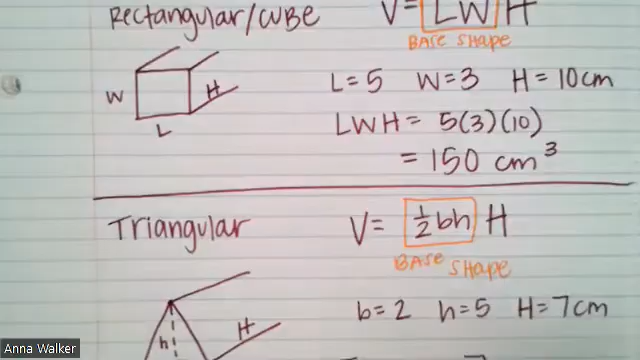 Rectangular/CUBE
V= LW H
BASE SHAPE
W
H
L
L=5 W=3 H=10cm
LWH = 5(3)(10)
= 150 cm³
Triangular
V= ½bh H
BASE SHAPE
h
H
b=2 h=5 H=7cm
Anna Walker